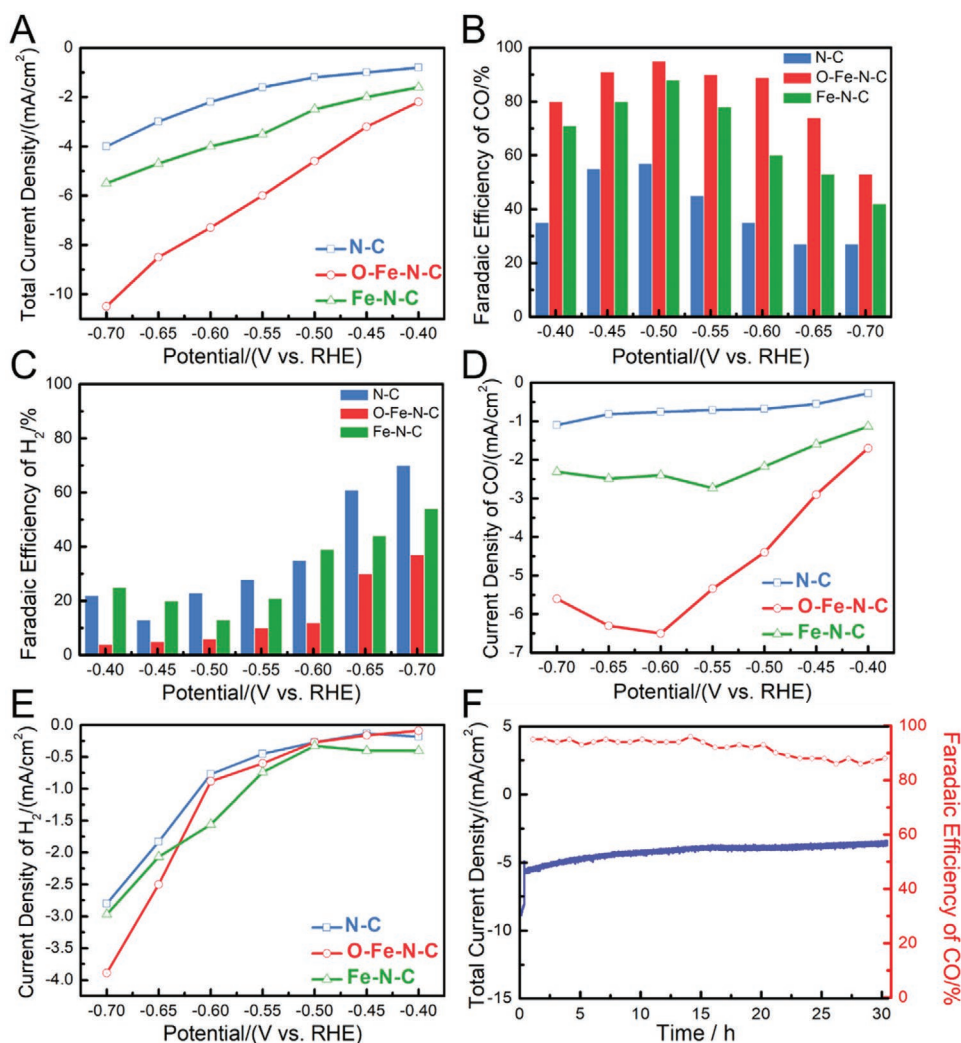 A
Total Current Density/(mA/cm²)
0
-2
-4
-6
-8
-10
N-C
O-Fe-N-C
Fe-N-C
-0.70 -0.65 -0.60 -0.55 -0.50 -0.45 -0.40
Potential/(V vs. RHE)
B
Faradaic Efficiency of CO/%
100
80
60
40
20
0
N-C
O-Fe-N-C
Fe-N-C
-0.40 -0.45 -0.50 -0.55 -0.60 -0.65 -0.70
Potential/(V vs. RHE)
C
Faradaic Efficiency of H₂/%
100
80
60
40
20
0
N-C
O-Fe-N-C
Fe-N-C
-0.40 -0.45 -0.50 -0.55 -0.60 -0.65 -0.70
Potential/(V vs. RHE)
D
Current Density of CO/(mA/cm²)
0
-1
-2
-3
-4
-5
-6
-7
N-C
O-Fe-N-C
Fe-N-C
-0.70 -0.65 -0.60 -0.55 -0.50 -0.45 -0.40
Potential/(V vs. RHE)
E
Current Density of H₂/(mA/cm²)
0.0
-0.5
-1.0
-1.5
-2.0
-2.5
-3.0
-3.5
-4.0
N-C
O-Fe-N-C
Fe-N-C
-0.70 -0.65 -0.60 -0.55 -0.50 -0.45 -0.40
Potential/(V vs. RHE)
F
Total Current Density/(mA/cm²)
5
0
-5
-10
-15
0 5 10 15 20 25 30
Time / h
100
80
60
40
20
0
Faradaic Efficiency of CO/%